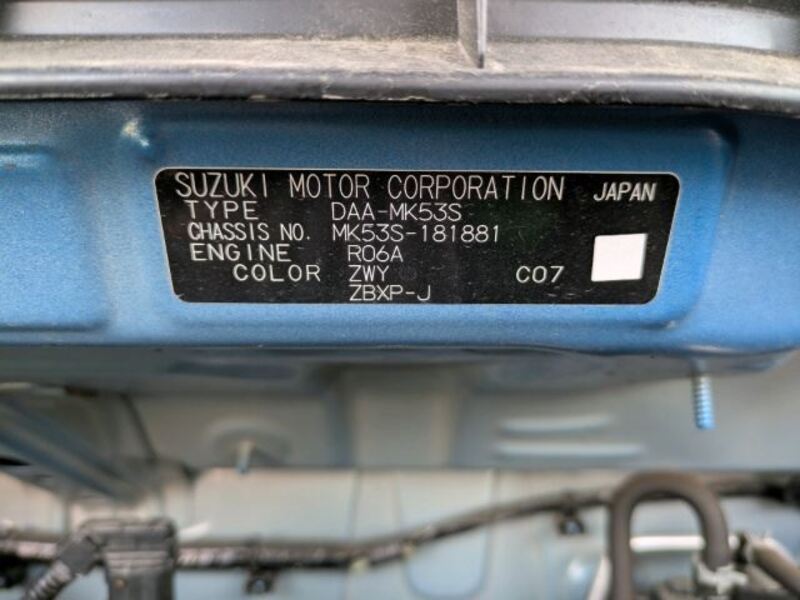 SUZUKI MOTOR CORPORATION JAPAN
TYPE DAA-MK53S
CHASSIS NO. MK53S-181881
ENGINE R06A
COLOR ZWY C07
ZBXP-J